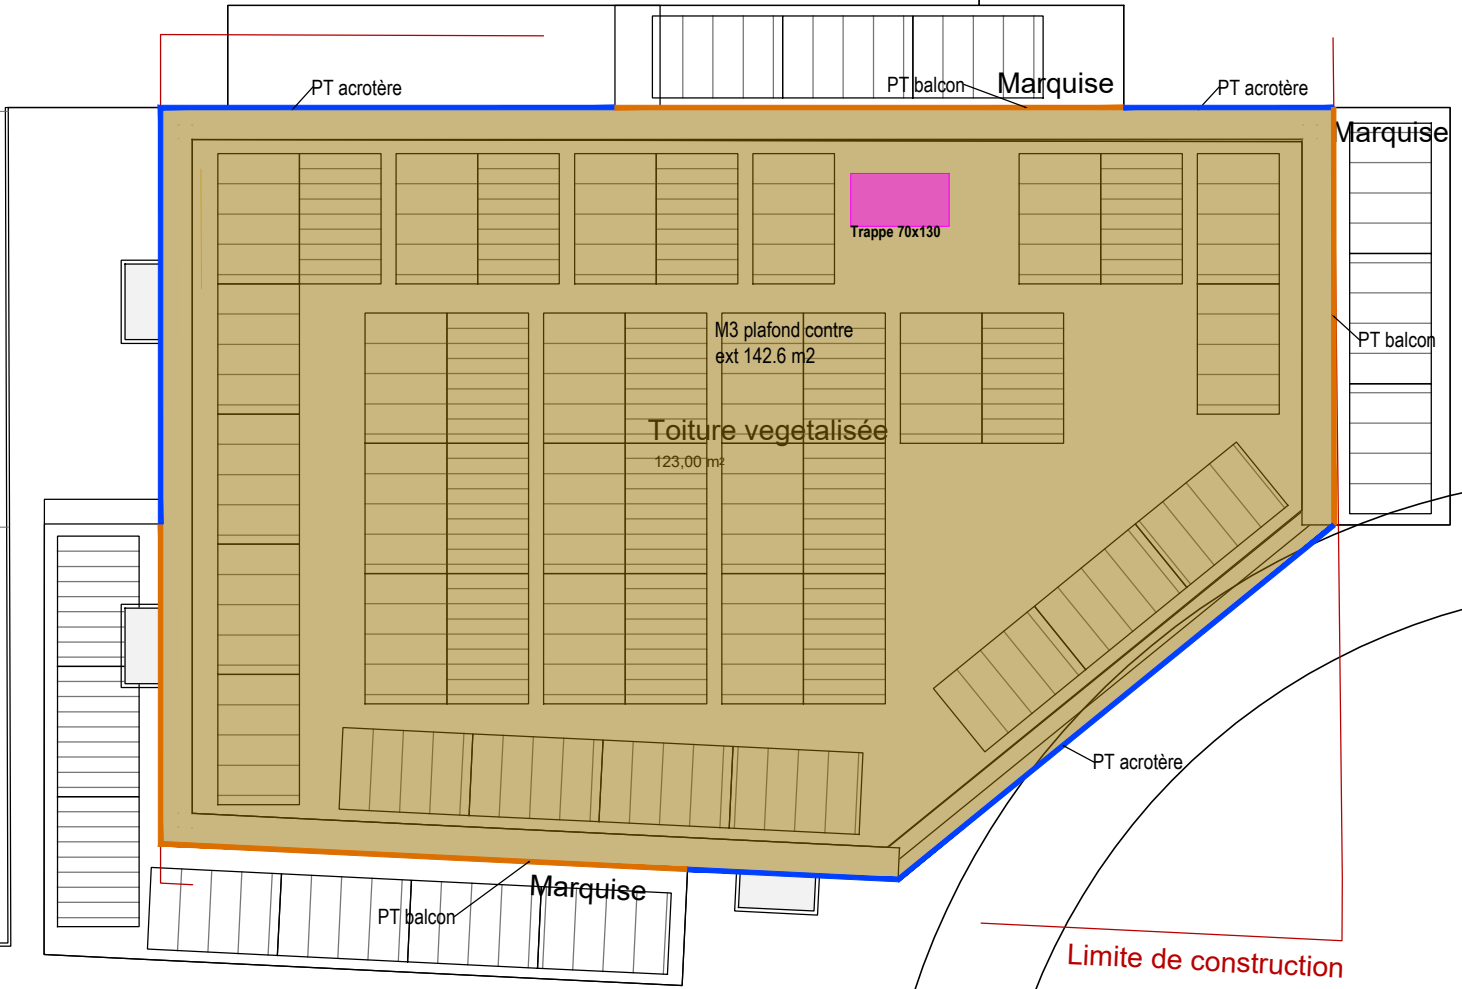 PT acrotère
PT balcon
Marquise
PT acrotère
Marquise
Trappe 70x130
M3 plafond contre
ext 142.6 m2
PT balcon
Toiture vegetalisée
123,00 m²
PT acrotère
Marquise
PT balcon
Limite de construction